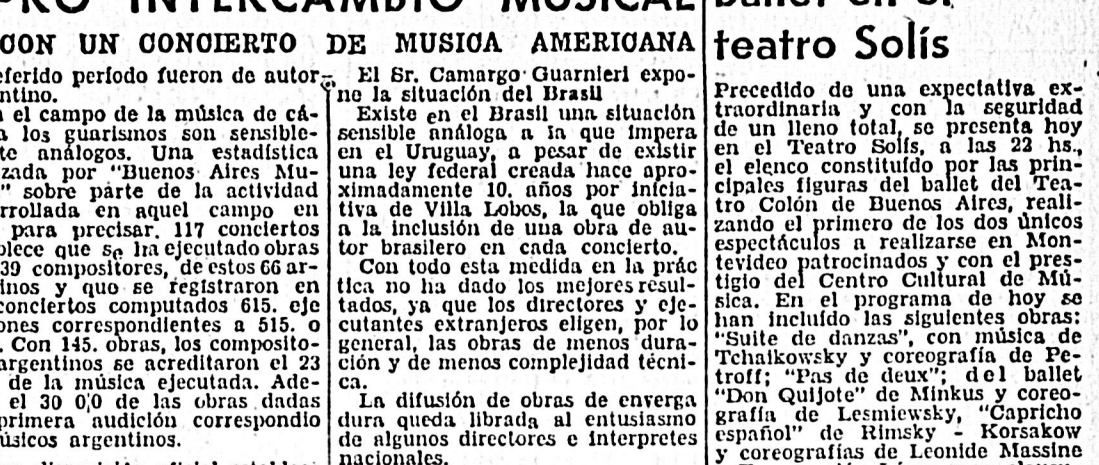 PRO INTERCAMBIO MUSICAL
CON UN CONCIERTO DE MUSICA AMERICANA
eferido período fueron de autor
ntino.
el campo de la música de cá-
los guarismos son sensible-
te análogos. Una estadística
zada por "Buenos Aires Mu-
" sobre parte de la actividad
rrollada en aquel campo en
para precisar. 117 conciertos
blece que se ha ejecutado obras
39 compositores, de estos 66 ar-
inos y que se registraron en
conciertos computados 615. eje
ones correspondientes a 515. o
. Con 145. obras, los composito-
argentinos se acreditaron el 23
de la música ejecutada. Ade-
el 30 0|0 de las obras dadas
primera audición correspondio
úsicos argentinos.
El Sr. Camargo Guarnieri expo-
ne la situación del Brasil
Existe en el Brasil una situación
sensible análoga a la que impera
en el Uruguay, a pesar de existir
una ley federal creada hace apro-
ximadamente 10. años por inicia-
tiva de Villa Lobos, la que obliga
a la inclusión de una obra de au-
tor brasilero en cada concierto.
Con todo esta medida en la prác
tica no ha dado los mejores resul-
tados, ya que los directores y eje-
cutantes extranjeros eligen, por lo
general, las obras de menos dura-
ción y de menos complejidad técni-
ca.
La difusión de obras de enverga
dura queda librada al entusiasmo
de algunos directores e intérpretes
nacionales.
ballet en el
teatro Solís
Precedido de una expectativa ex-
traordinaria y con la seguridad
de un lleno total, se presenta hoy
en el Teatro Solís, a las 22 hs.,
el elenco constituído por las prin-
cipales figuras del ballet del Tea-
tro Colón de Buenos Aires, reali-
zando el primero de los dos únicos
espectáculos a realizarse en Mon-
tevideo patrocinados y con el pres-
tigio del Centro Cultural de Mú-
sica. En el programa de hoy se
han incluído las siguientes obras:
"Suite de danzas", con música de
Tchaikowsky y coreografía de Pe-
troff; "Pas de deux"; del ballet
"Don Quijote" de Minkus y coreo-
grafía de Lesmiewsky, "Capricho
español" de Rimsky - Korsakow
y coreografías de Leonide Massine